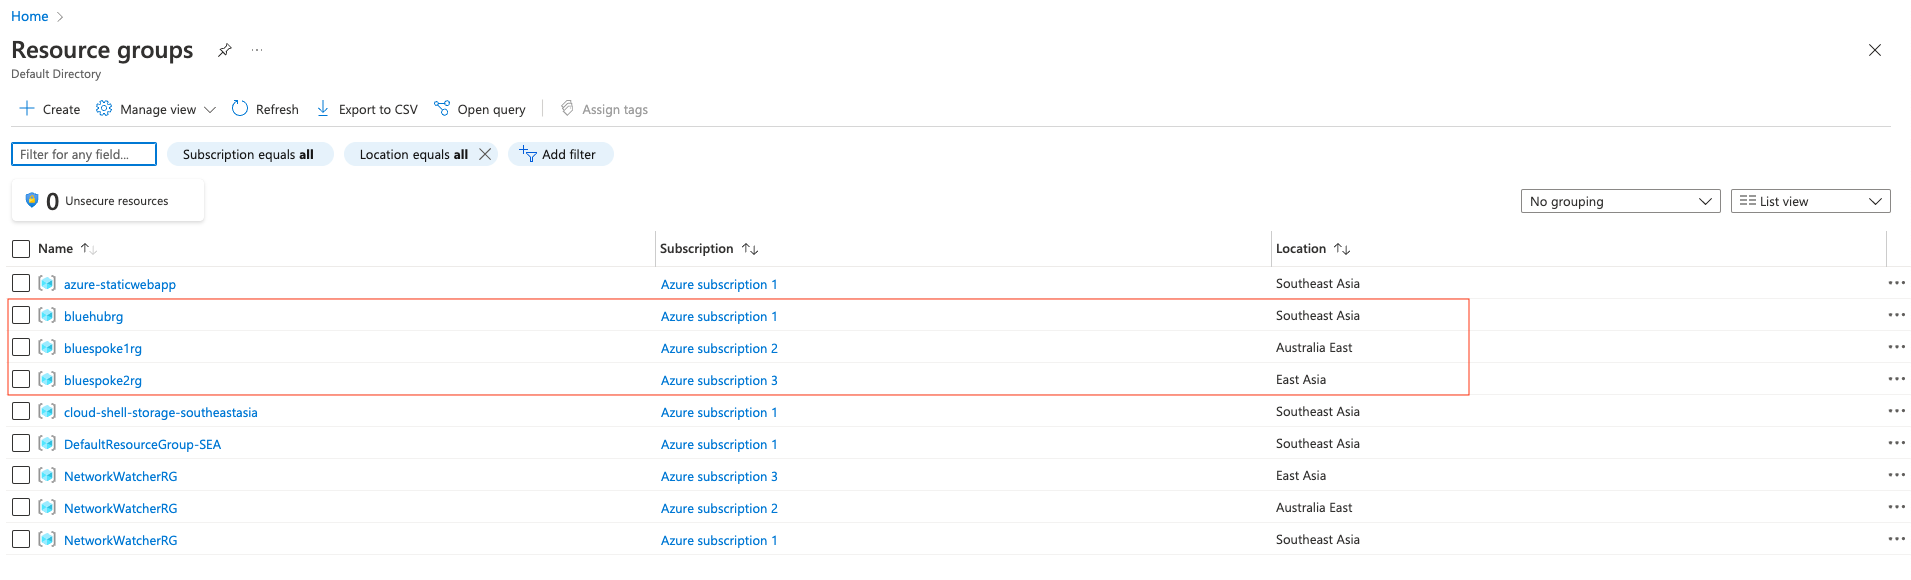 Home
Resource groups
Default Directory
Create Manage view Refresh Export to CSV Open query Assign tags
Filter for any field... Subscription equals all Location equals all Add filter
0 Unsecure resources No grouping List view
Name Subscription Location
azure-staticwebapp Azure subscription 1 Southeast Asia
bluehubrg Azure subscription 1 Southeast Asia
bluespoke1rg Azure subscription 2 Australia East
bluespoke2rg Azure subscription 3 East Asia
cloud-shell-storage-southeastasia Azure subscription 1 Southeast Asia
DefaultResourceGroup-SEA Azure subscription 1 Southeast Asia
NetworkWatcherRG Azure subscription 3 East Asia
NetworkWatcherRG Azure subscription 2 Australia East
NetworkWatcherRG Azure subscription 1 Southeast Asia